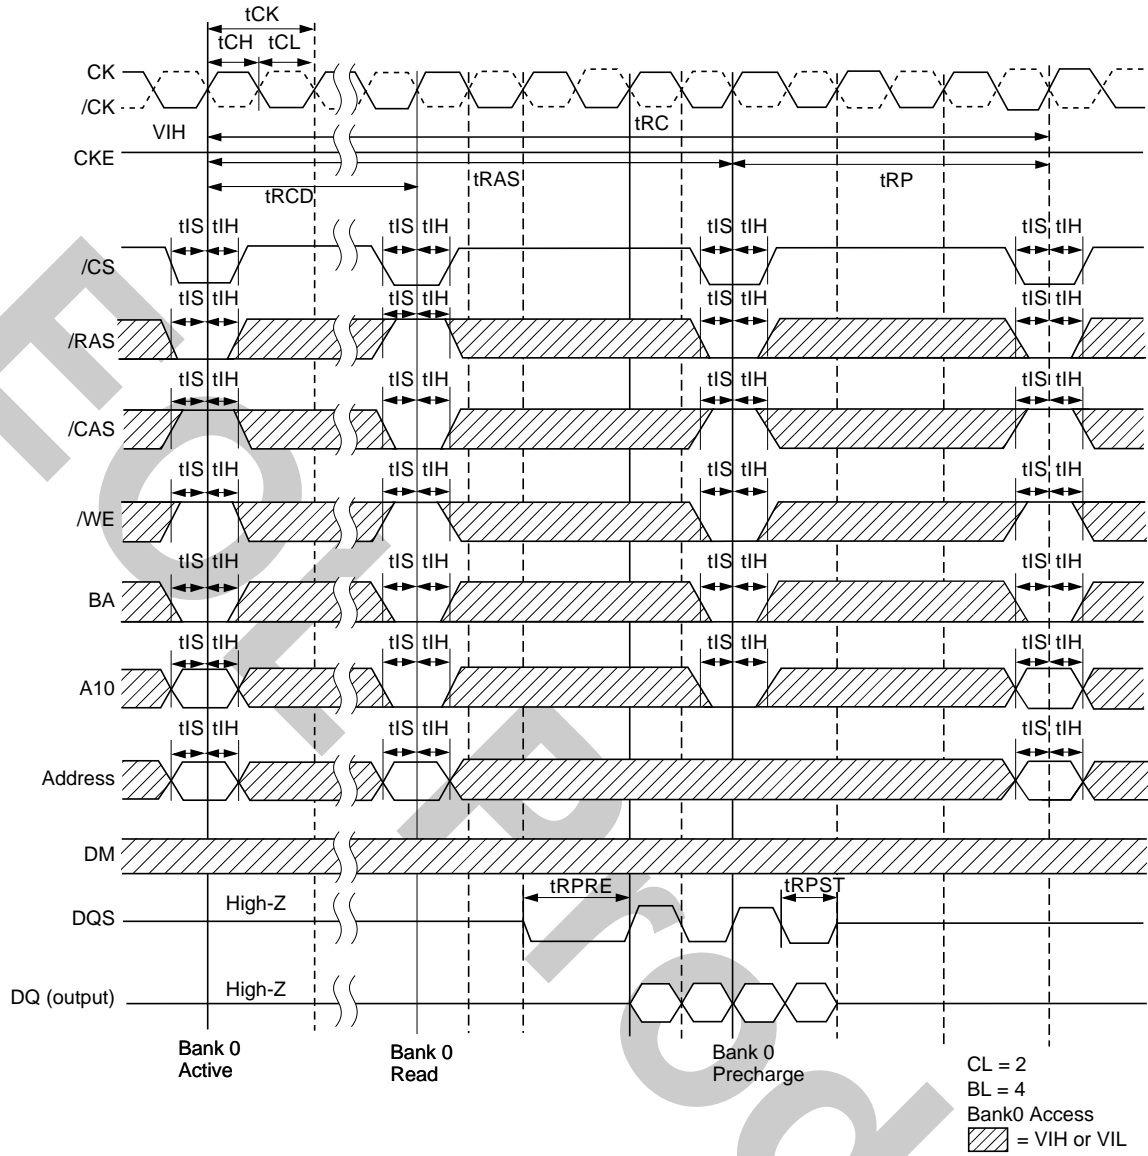 tCK
tCH tCL
CK
/CK
VIH
tRC
CKE
tRAS
tRP
tRCD
tIS tIH tIS tIH tIS tIH tIS tIH
/CS
tIS tIH tIS tIH tIS tIH tIS tIH
/RAS
tIS tIH tIS tIH tIS tIH tIS tIH
/CAS
tIS tIH tIS tIH tIS tIH tIS tIH
/WE
tIS tIH tIS tIH tIS tIH tIS tIH
BA
tIS tIH tIS tIH tIS tIH tIS tIH
A10
tIS tIH tIS tIH tIS tIH
Address
DM
tRPRE tRPST
DQS High-Z
DQ (output) High-Z
Bank 0
Active
Bank 0
Read
Bank 0
Precharge
CL = 2
BL = 4
Bank0 Access
= VIH or VIL
EOL Prod